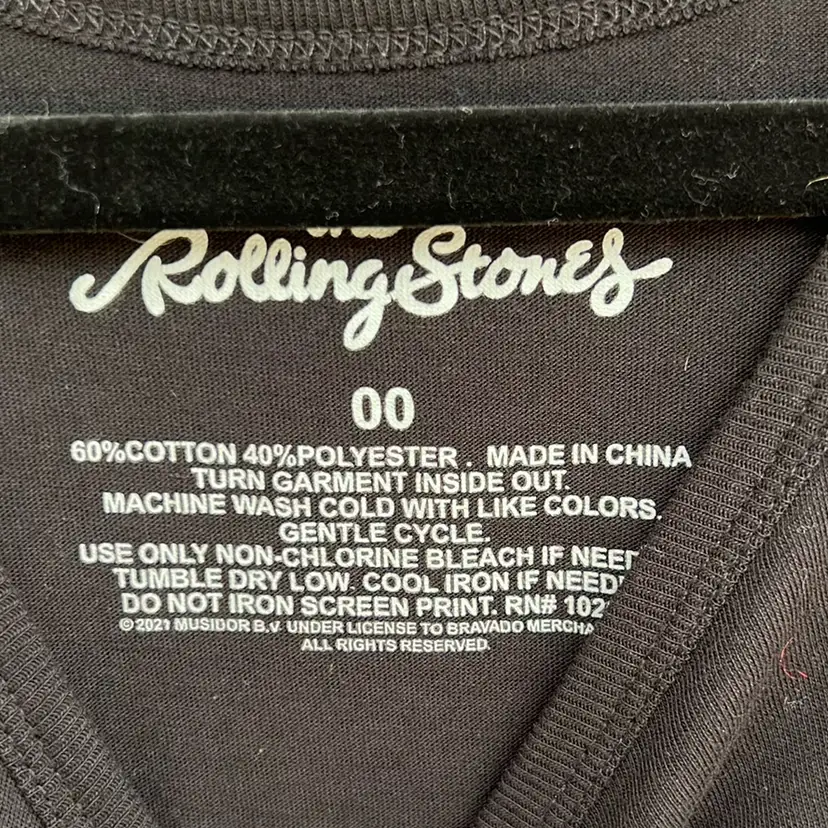 Rolling Stones
00
60%COTTON 40%POLYESTER . MADE IN CHINA
TURN GARMENT INSIDE OUT.
MACHINE WASH COLD WITH LIKE COLORS.
GENTLE CYCLE.
USE ONLY NON-CHLORINE BLEACH IF
TUMBLE DRY LOW. COOL IRON IF
DO NOT IRON SCREEN PRINT. RN#
©2021 MUSIDOR B.V. UNDER LICENSE TO BRAVADO
ALL RIGHTS RESERVED.